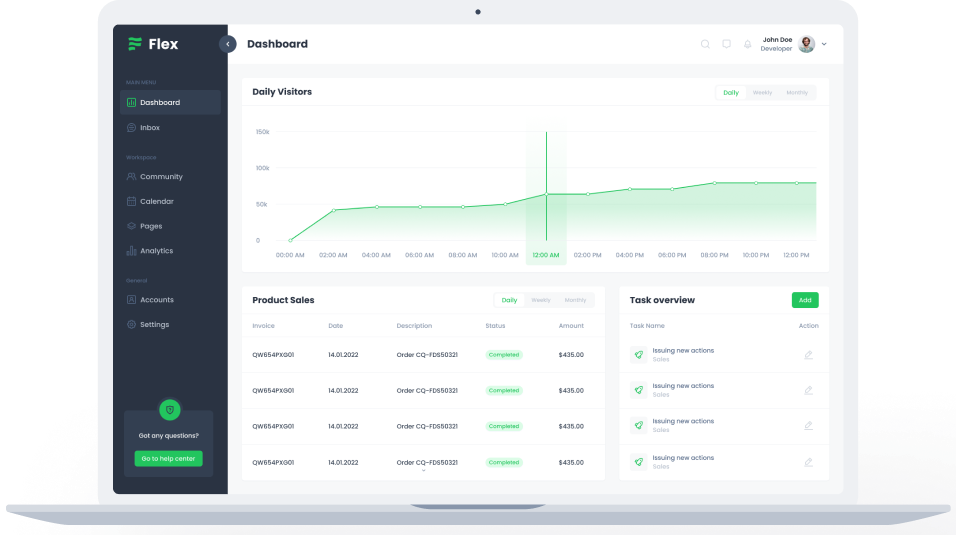 Flex
MAIN MENU
Dashboard
Inbox
Workspace
Community
Calendar
Pages
Analytics
General
Accounts
Settings
Got any questions?
Go to help center
Dashboard
John Doe
Developer
Daily Visitors
Daily Weekly Monthly
150k
100k
50k
0
00:00 AM 02:00 AM 04:00 AM 06:00 AM 08:00 AM 10:00 AM 12:00 AM 02:00 PM 04:00 PM 06:00 PM 08:00 PM 10:00 PM 12:00 PM
Product Sales
Daily Weekly Monthly
Invoice Date Description Status Amount
QW654PXG01 14.01.2022 Order CQ-FDS50321 Completed $435.00
QW654PXG01 14.01.2022 Order CQ-FDS50321 Completed $435.00
QW654PXG01 14.01.2022 Order CQ-FDS50321 Completed $435.00
QW654PXG01 14.01.2022 Order CQ-FDS50321 Completed $435.00
Task overview
Add
Task Name Action
Issuing new actions
Sales
Issuing new actions
Sales
Issuing new actions
Sales
Issuing new actions
Sales